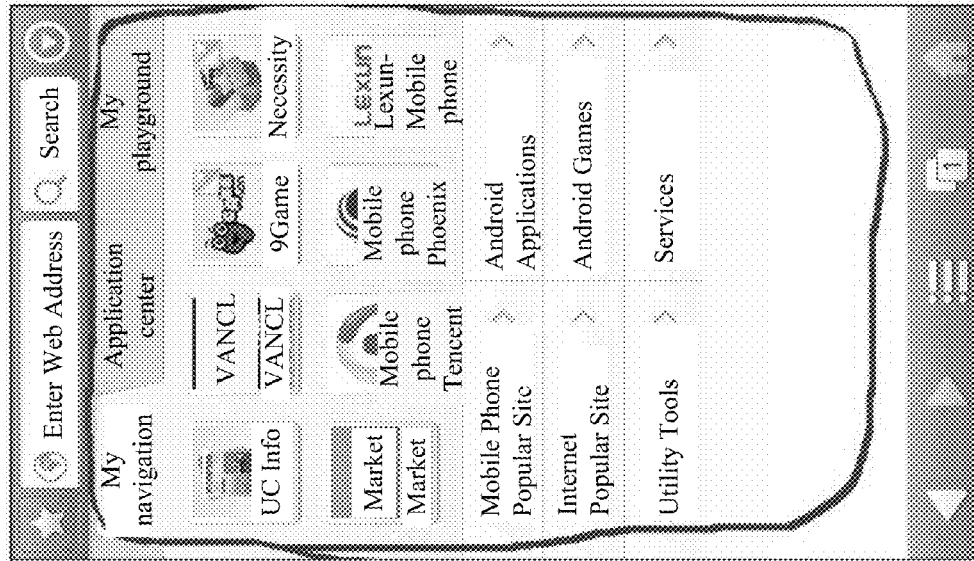 Enter Web Address
Search
My
navigation
Application
center
My
playground
UC Info
VANCL
VANCL
9Game
Necessity
Market
Market
Mobile
phone
Tencent
Mobile
phone
Phoenix
Lexun
Lexun-
Mobile
phone
Mobile Phone
Popular Site
Android
Applications
Internet
Popular Site
Android Games
Utility Tools
Services
1